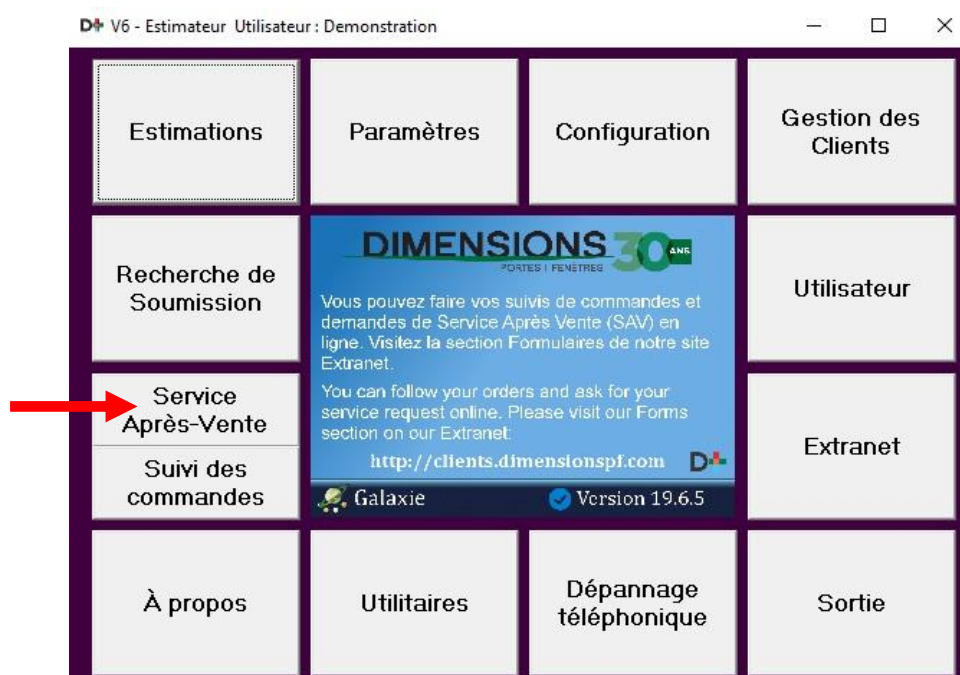 D+ V6 - Estimateur Utilisateur : Demonstration
Estimations
Paramètres
Configuration
Gestion des
Clients
Recherche de
Soumission
DIMENSIONS 30 ANS
PORTES | FENÊTRES
Vous pouvez faire vos suivis de commandes et
demandes de Service Après Vente (SAV) en
ligne. Visitez la section Formulaires de notre site
Extranet.
You can follow your orders and ask for your
service request online. Please visit our Forms
section on our Extranet:
http://clients.dimensionspf.com D+
Galaxie
Version 19.6.5
Utilisateur
Service
Après-Vente
Suivi des
commandes
Extranet
À propos
Utilitaires
Dépannage
téléphonique
Sortie